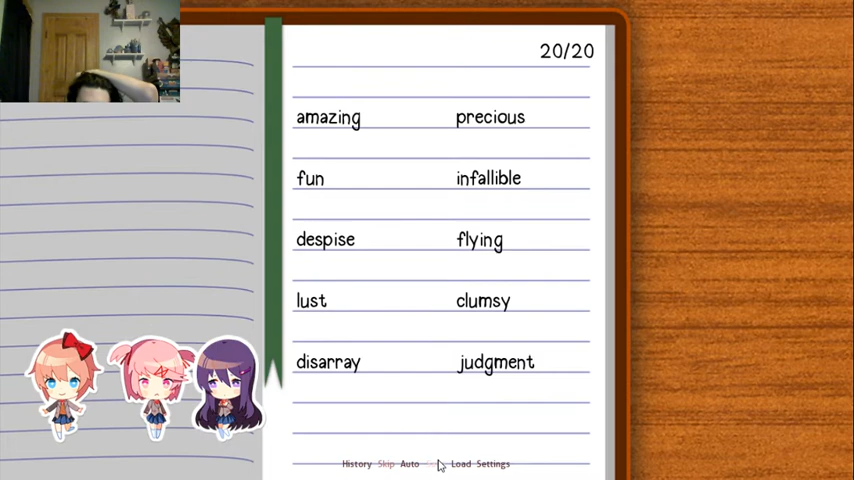 20/20
amazing precious
fun infallible
despise flying
lust clumsy
disarray judgment
History Skip Auto Load Settings